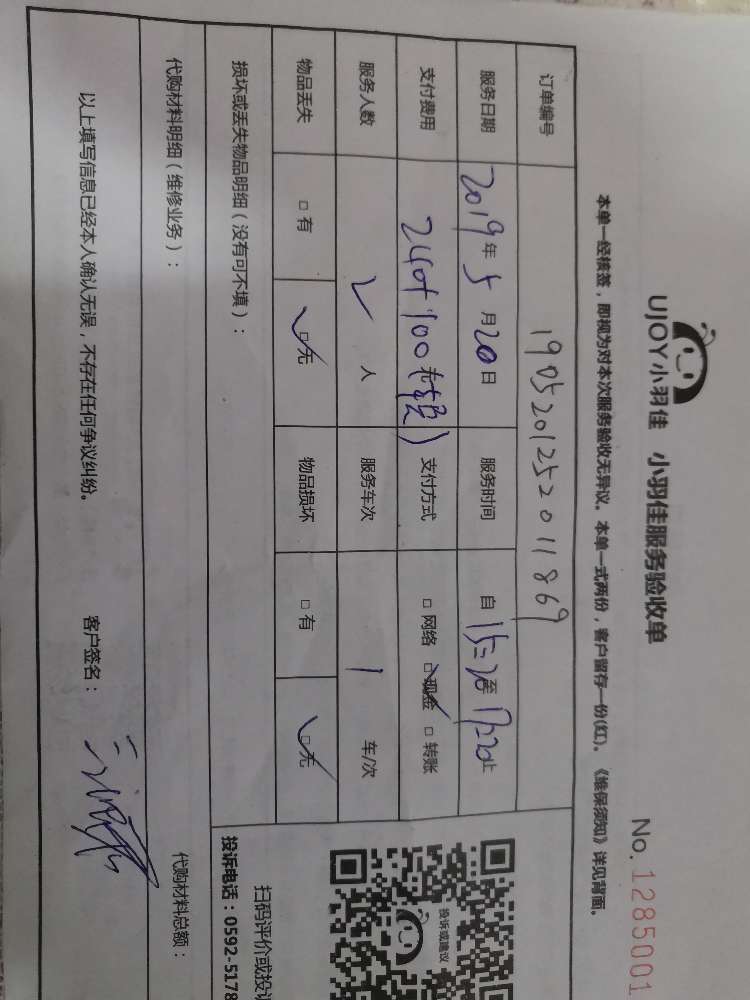 UJOY小羽佳 小羽佳服务验收单
No.1285001
本单一经核签，即视为对本次服务验收无异议。本单一式两份，客户留存一份(红)。《维保须知》详见背面。
订单编号 19052012520011869
服务日期 2019年5月20日 服务时间 自15:20至17:20止
支付费用 240+100元 支付方式 □网络 □现金 □转账
服务人数 2人 服务车次 1车/次
物品丢失 □有 □无 物品损坏 □有 □无
损坏或丢失物品明细（没有可不填）：
投诉或建议
扫码评价或投诉
投诉电话：0592-5178
代购材料明细（维修业务）： 代购材料总额：
以上填写信息已经本人确认无误，不存在任何争议纠纷。 客户签名：